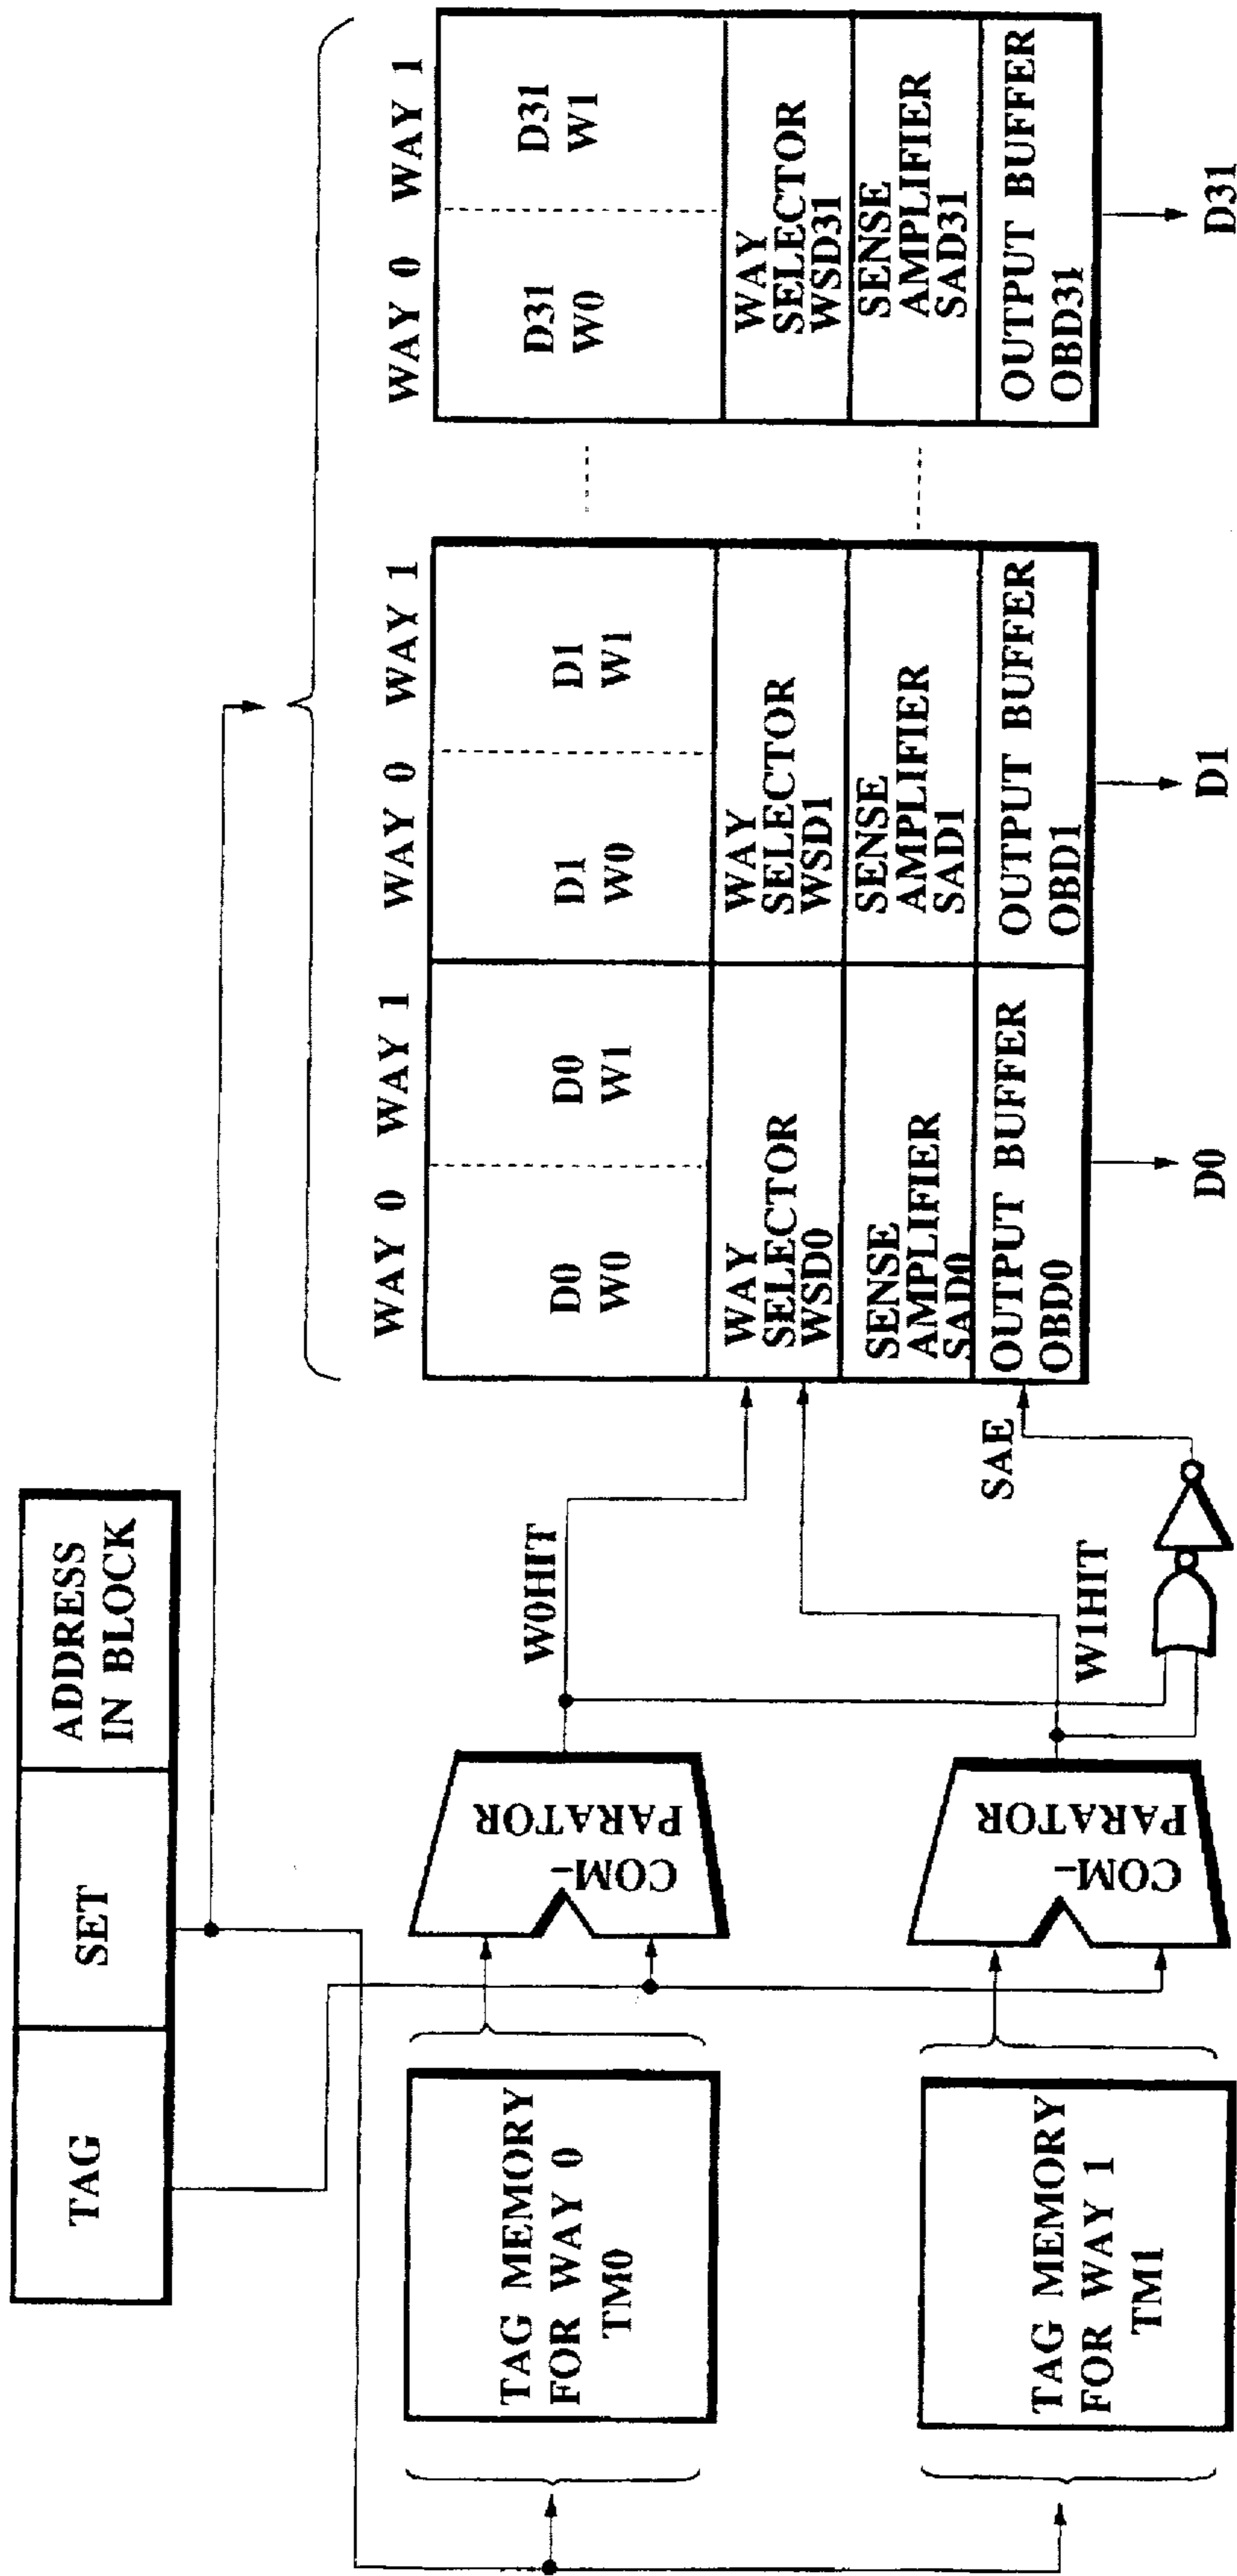 TAG
SET
ADDRESS
IN BLOCK
TAG MEMORY
FOR WAY 0
TM0
TAG MEMORY
FOR WAY 1
TM1
COM-
PARATOR
COM-
PARATOR
W0HIT
W1HIT
SAE
WAY 0 WAY 1 WAY 0 WAY 1 WAY 0 WAY 1
D0
W0
D0
W1
D1
W0
D1
W1
D31
W0
D31
W1
WAY
SELECTOR
WSD0
WAY
SELECTOR
WSD1
WAY
SELECTOR
WSD31
SENSE
AMPLIFIER
SAD0
SENSE
AMPLIFIER
SAD1
SENSE
AMPLIFIER
SAD31
OUTPUT BUFFER
OBD0
OUTPUT BUFFER
OBD1
OUTPUT BUFFER
OBD31
D0
D1
D31